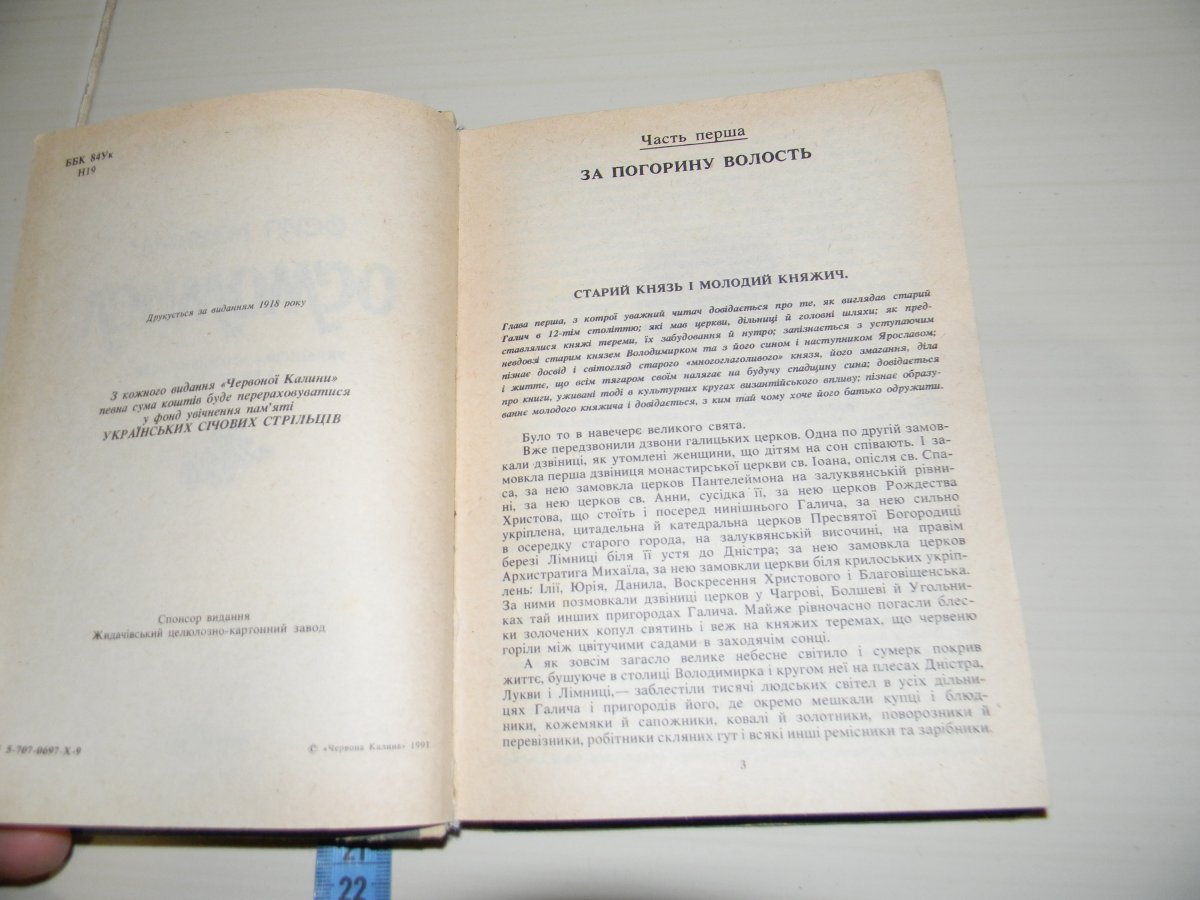 ББК 84Ук
Н19
Друкується за виданням 1918 року
З кожного видання «Червоної Калини»
певна сума коштів буде перераховуватися
у фонд увічнення пам'яті
УКРАЇНСЬКИХ СІЧОВИХ СТРІЛЬЦІВ
Спонсор видання
Жидачівський целюлозно-картонний завод
5-707-0697-X-9
© «Червона Калина» 1991
Часть перша
ЗА ПОГОРИНУ ВОЛОСТЬ
СТАРИЙ КНЯЗЬ І МОЛОДИЙ КНЯЖИЧ.
Глава перша, з котрої уважний читач довідається про те, як виглядав старий
Галич в 12-тім століттю; які мав церкви, дільниці й головні шляхи; як пред-
ставлялися княжі тереми, їх забудовання й нутро; запізнається з уступаючим
невдовзі старим князем Володимирком та з його сином і наступником Ярославом;
пізнає досвід і світогляд старого «многоглаголивого» князя, його змагання, діла
і життє, що всім тягаром своїм налягає на будучу спадщину сина; довідається
про книги, уживані тоді в культурних кругах византійського впливу; пізнає образу-
ваннє молодого княжича і довідається, з ким тай чому хоче його батько одружити.
Було то в навечерє великого свята.
Вже передзвонили дзвони галицьких церков. Одна по другій замов-
кали дзвіниці, як утомлені женщини, що дітям на сон співають. І за-
мовкла перша дзвіниця монастирської церкви св. Іоана, опісля св. Спа-
са, за нею замовкла церков Пантелеймона на залуквянській рівни-
ні, за нею церков св. Анни, сусідка її, за нею церков Рождества
Христова, що стоїть і посеред нинішнього Галича, за нею сильно
укріплена, цитадельна й катедральна церков Пресвятої Богородиці
в осередку старого города, на залуквянській височині, на правім
березі Лімниці біля її устя до Дністра; за нею замовкла церков
Архистратига Михаїла, за нею замовкли церкви біля крилоських укріп-
лень: Ілії, Юрія, Данила, Воскресення Христового і Благовіщенська.
За ними позмовкали дзвіниці церков у Чагрові, Болшеві й Угольни-
ках тай инших пригородах Галича. Майже рівночасно погасли блес-
ки золочених копул святинь і веж на княжих теремах, що червеню
горіли між цвітучими садами в заходячім сонці.
А як зовсім загасло велике небесне світило і сумерк покрив
життє, бушуюче в столиці Володимирка і кругом неї на плесах Дністра,
Лукви і Лімниці,— заблестіли тисячі людських світел в усіх дільни-
цях Галича і пригородів його, де окремо мешкали купці і блюд-
ники, кожемяки й сапожники, ковалі й золотники, поворозники й
перевізники, робітники скляних гут і всякі инші ремісники та зарібники.
3
21
22